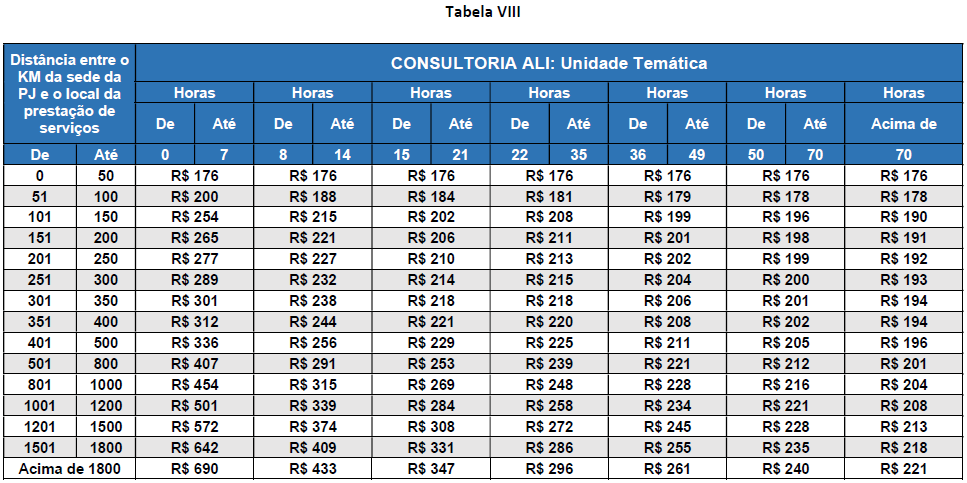 Tabela VIII
Distância entre o KM da sede da PJ e o local da prestação de serviços
CONSULTORIA ALI: Unidade Temática
Horas Horas Horas Horas Horas Horas Horas
De Até De Até De Até De Até De Até De Até Acima de
De Até 0 7 8 14 15 21 22 35 36 49 50 70 70
0 50 R$ 176 R$ 176 R$ 176 R$ 176 R$ 176 R$ 176 R$ 176
51 100 R$ 200 R$ 188 R$ 184 R$ 181 R$ 179 R$ 178 R$ 178
101 150 R$ 254 R$ 215 R$ 202 R$ 208 R$ 199 R$ 196 R$ 190
151 200 R$ 265 R$ 221 R$ 206 R$ 211 R$ 201 R$ 198 R$ 191
201 250 R$ 277 R$ 227 R$ 210 R$ 213 R$ 202 R$ 199 R$ 192
251 300 R$ 289 R$ 232 R$ 214 R$ 215 R$ 204 R$ 200 R$ 193
301 350 R$ 301 R$ 238 R$ 218 R$ 218 R$ 206 R$ 201 R$ 194
351 400 R$ 312 R$ 244 R$ 221 R$ 220 R$ 208 R$ 202 R$ 194
401 500 R$ 336 R$ 256 R$ 229 R$ 225 R$ 211 R$ 205 R$ 196
501 800 R$ 407 R$ 291 R$ 253 R$ 239 R$ 221 R$ 212 R$ 201
801 1000 R$ 454 R$ 315 R$ 269 R$ 248 R$ 228 R$ 216 R$ 204
1001 1200 R$ 501 R$ 339 R$ 284 R$ 258 R$ 234 R$ 221 R$ 208
1201 1500 R$ 572 R$ 374 R$ 308 R$ 272 R$ 245 R$ 228 R$ 213
1501 1800 R$ 642 R$ 409 R$ 331 R$ 286 R$ 255 R$ 235 R$ 218
Acima de 1800 R$ 690 R$ 433 R$ 347 R$ 296 R$ 261 R$ 240 R$ 221